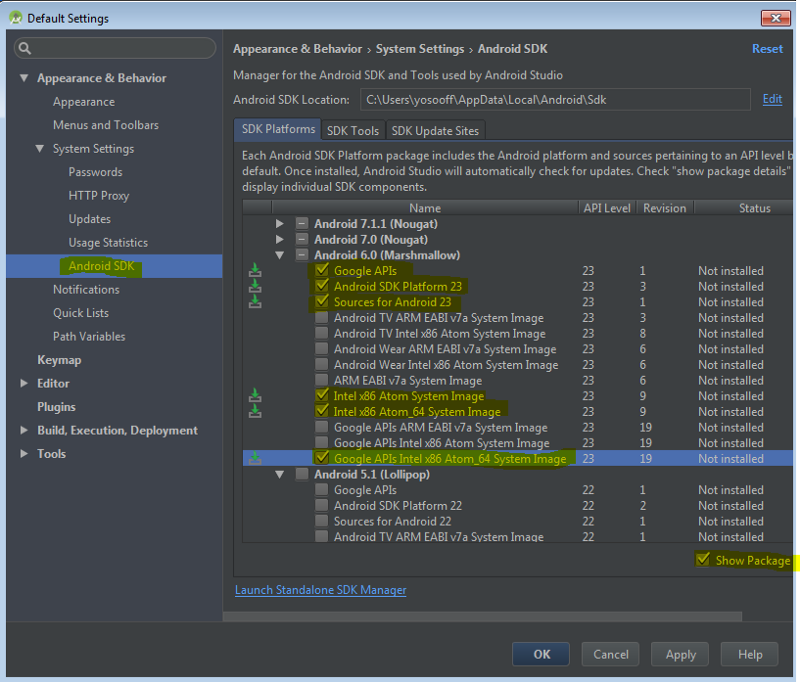 Default Settings
Appearance & Behavior › System Settings › Android SDK
Reset
Manager for the Android SDK and Tools used by Android Studio
Android SDK Location: C:\Users\yosooff\AppData\Local\Android\Sdk Edit
Appearance & Behavior
Appearance
Menus and Toolbars
System Settings
Passwords
HTTP Proxy
Updates
Usage Statistics
Android SDK
Notifications
Quick Lists
Path Variables
Keymap
Editor
Plugins
Build, Execution, Deployment
Tools
SDK Platforms SDK Tools SDK Update Sites
Each Android SDK Platform package includes the Android platform and sources pertaining to an API level b
default. Once installed, Android Studio will automatically check for updates. Check "show package details"
display individual SDK components.
Name API Level Revision Status
Android 7.1.1 (Nougat)
Android 7.0 (Nougat)
Android 6.0 (Marshmallow)
Google APIs 23 1 Not installed
Android SDK Platform 23 23 3 Not installed
Sources for Android 23 23 1 Not installed
Android TV ARM EABI v7a System Image 23 3 Not installed
Android TV Intel x86 Atom System Image 23 8 Not installed
Android Wear ARM EABI v7a System Image 23 6 Not installed
Android Wear Intel x86 Atom System Image 23 6 Not installed
ARM EABI v7a System Image 23 6 Not installed
Intel x86 Atom System Image 23 9 Not installed
Intel x86 Atom_64 System Image 23 9 Not installed
Google APIs ARM EABI v7a System Image 23 19 Not installed
Google APIs Intel x86 Atom System Image 23 19 Not installed
Google APIs Intel x86 Atom_64 System Image 23 19 Not installed
Android 5.1 (Lollipop)
Google APIs 22 1 Not installed
Android SDK Platform 22 22 2 Not installed
Sources for Android 22 22 1 Not installed
Android TV ARM EABI v7a System Image 22 1 Not installed
Show Package
Launch Standalone SDK Manager
OK Cancel Apply Help